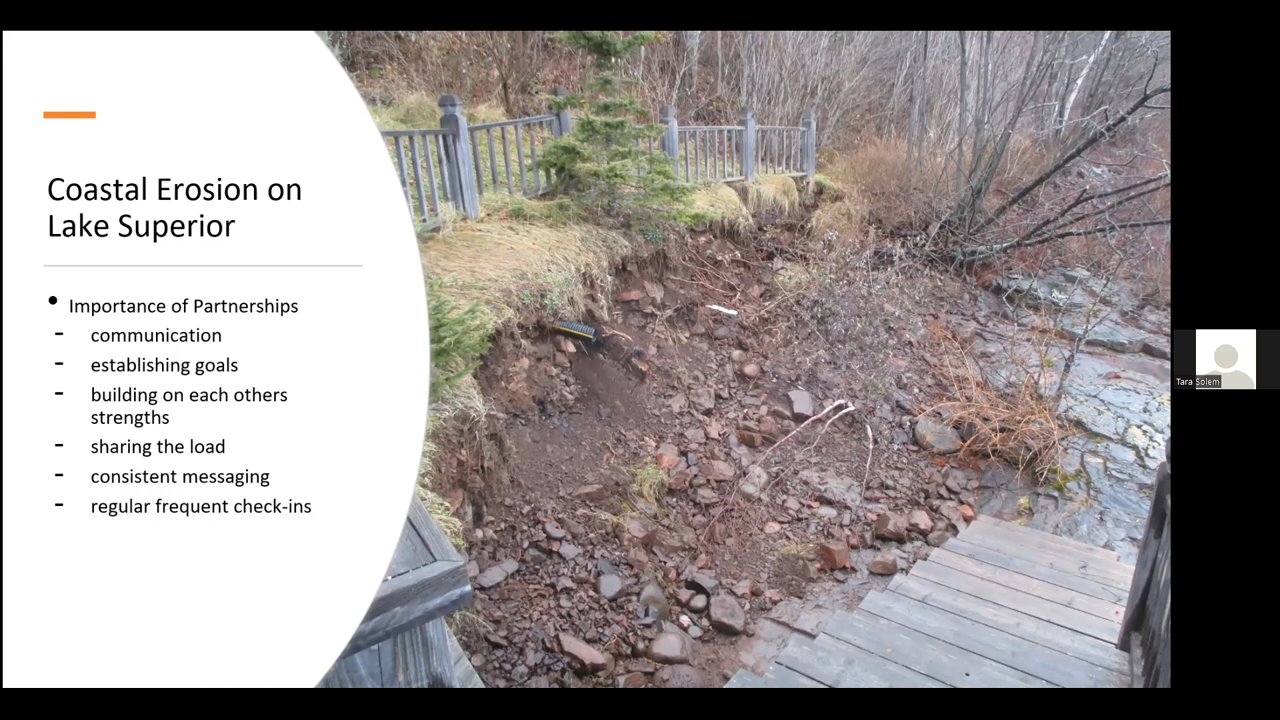 Coastal Erosion on
Lake Superior
• Importance of Partnerships
- communication
- establishing goals
- building on each others
strengths
- sharing the load
- consistent messaging
- regular frequent check-ins
Tara Solem